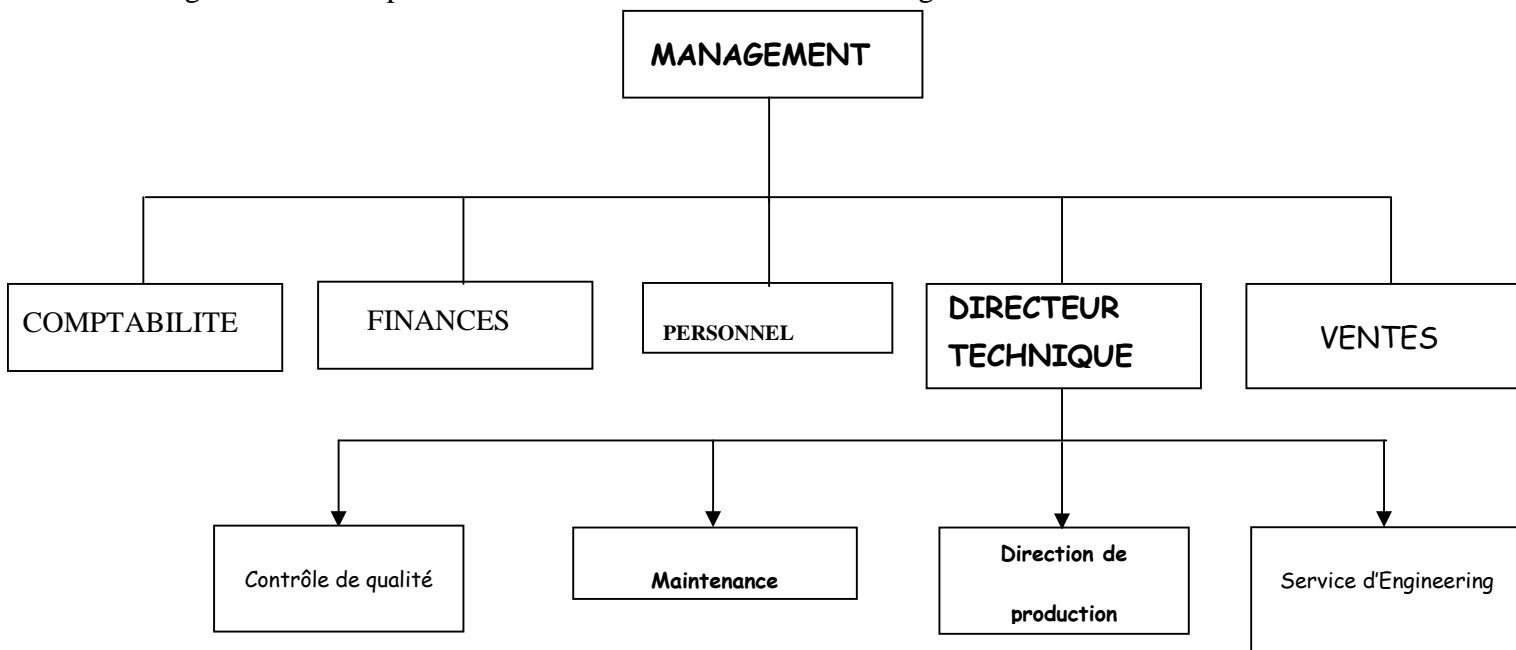 MANAGEMENT
COMPTABILITE
FINANCES
PERSONNEL
DIRECTEUR
TECHNIQUE
VENTES
Contrôle de qualité
Maintenance
Direction de
production
Service d'Engineering